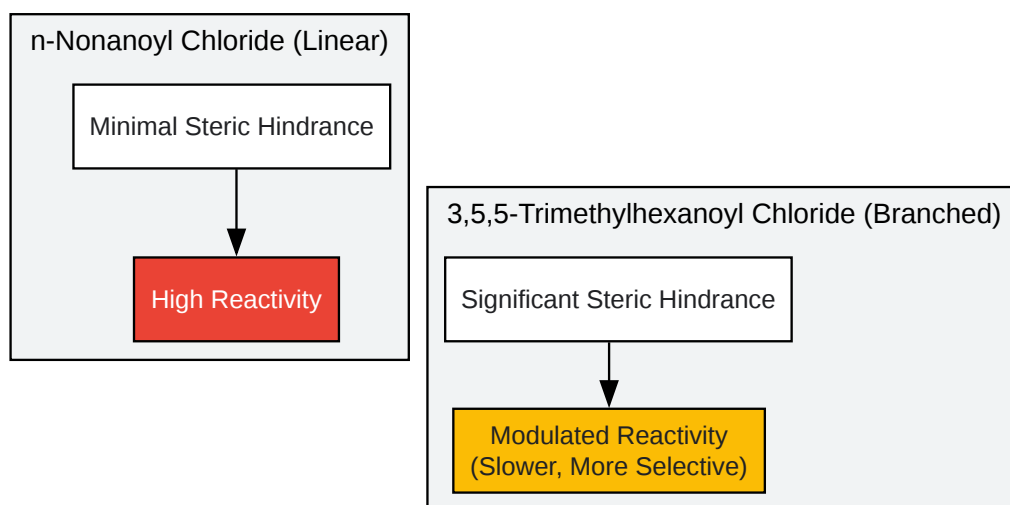 n-Nonanoyl Chloride (Linear)
Minimal Steric Hindrance
High Reactivity
3,5,5-Trimethylhexanoyl Chloride (Branched)
Significant Steric Hindrance
Modulated Reactivity
(Slower, More Selective)